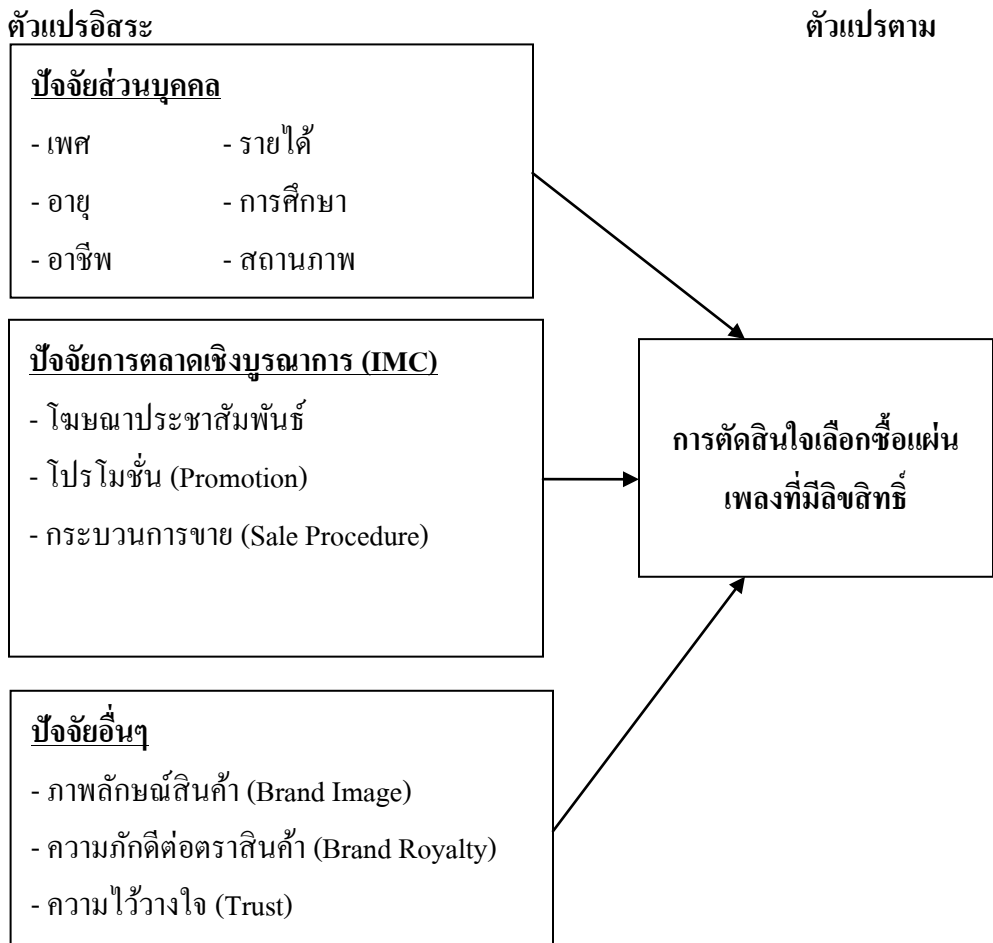 ตัวแปรอิสระ ตัวแปรตาม
ปัจจัยส่วนบุคคล
- เพศ - รายได้
- อายุ - การศึกษา
- อาชีพ - สถานภาพ
ปัจจัยการตลาดเชิงบูรณาการ (IMC)
- โฆษณาประชาสัมพันธ์
- โปรโมชั่น (Promotion)
- กระบวนการขาย (Sale Procedure)
การตัดสินใจเลือกซื้อแผ่น
เพลงที่มีลิขสิทธิ์
ปัจจัยอื่นๆ
- ภาพลักษณ์สินค้า (Brand Image)
- ความภักดีต่อตราสินค้า (Brand Royalty)
- ความไว้วางใจ (Trust)